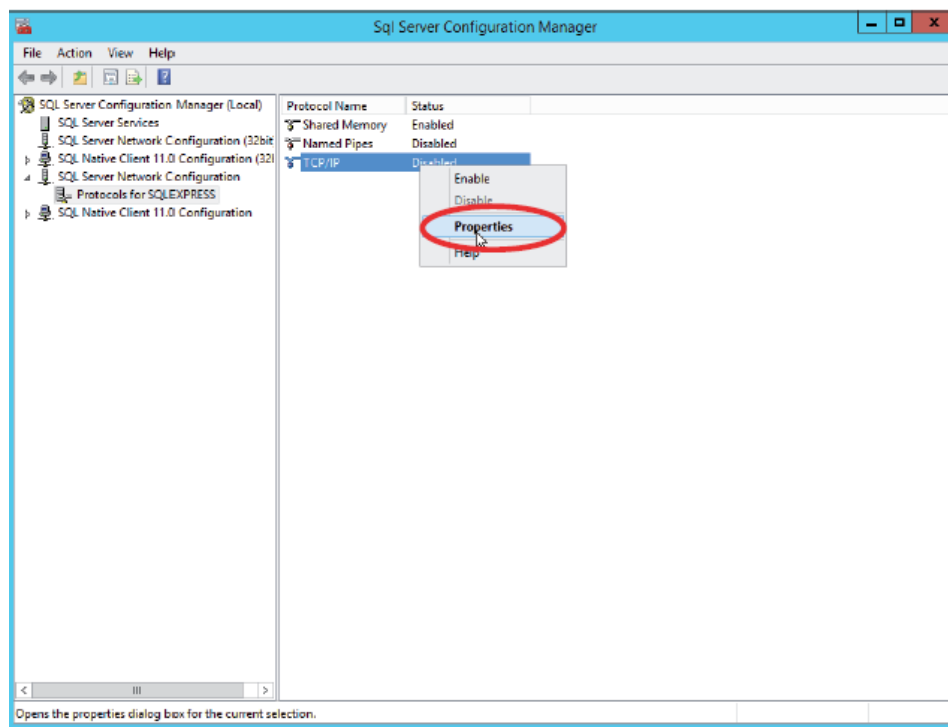 Sql Server Configuration Manager
File Action View Help
SQL Server Configuration Manager (Local)
SQL Server Services
SQL Server Network Configuration (32bit
SQL Native Client 11.0 Configuration (32l
SQL Server Network Configuration
Protocols for SQLEXPRESS
SQL Native Client 11.0 Configuration
Protocol Name Status
Shared Memory Enabled
Named Pipes Disabled
TCP/IP Disabled
Enable
Disable
Properties
Help
Opens the properties dialog box for the current selection.